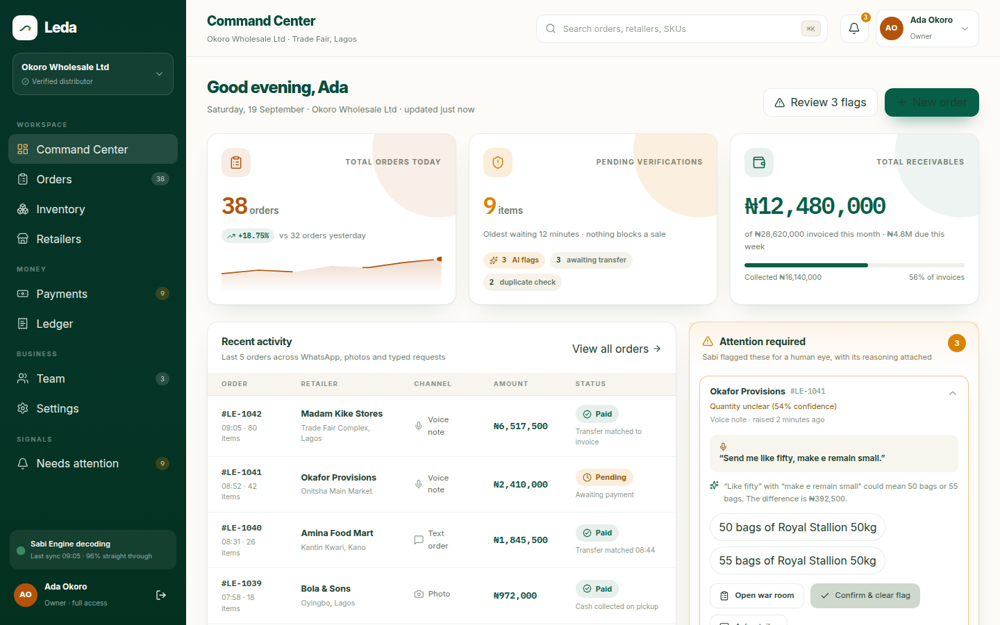 Leda
Okoro Wholesale Ltd
Verified distributor
WORKSPACE
Command Center
Orders 38
Inventory
Retailers
MONEY
Payments 9
Ledger
BUSINESS
Team 3
Settings
SIGNALS
Needs attention 9
Sabi Engine decoding
Last sync 09:05 · 96% straight through
AO Ada Okoro
Owner · full access
Command Center
Okoro Wholesale Ltd · Trade Fair, Lagos
Search orders, retailers, SKUs ⌘K
3
AO Ada Okoro
Owner
Good evening, Ada
Saturday, 19 September · Okoro Wholesale Ltd · updated just now
Review 3 flags
New order
TOTAL ORDERS TODAY
38 orders
+18.75% vs 32 orders yesterday
PENDING VERIFICATIONS
9 items
Oldest waiting 12 minutes · nothing blocks a sale
3 AI flags
3 awaiting transfer
2 duplicate check
TOTAL RECEIVABLES
₦12,480,000
of ₦28,620,000 invoiced this month · ₦4.8M due this
week
Collected ₦16,140,000 56% of invoices
Recent activity
Last 5 orders across WhatsApp, photos and typed requests
View all orders
ORDER RETAILER CHANNEL AMOUNT STATUS
#LE-1042
09:05 · 80
items
Madam Kike Stores
Trade Fair Complex,
Lagos
Voice
note
₦6,517,500
Paid
Transfer matched to
invoice
#LE-1041
08:52 · 42
items
Okafor Provisions
Onitsha Main Market
Voice
note
₦2,410,000
Pending
Awaiting payment
#LE-1040
08:31 · 26
items
Amina Food Mart
Kantin Kwari, Kano
Text
order
₦1,845,500
Paid
Transfer matched 08:44
#LE-1039
07:58 · 18
items
Bola & Sons
Oyingbo, Lagos
Photo
₦972,000
Paid
Cash collected on pickup
Attention required 3
Sabi flagged these for a human eye, with its reasoning attached
Okafor Provisions #LE-1041
Quantity unclear (54% confidence)
Voice note · raised 2 minutes ago
“Send me like fifty, make e remain small.”
“Like fifty” with “make e remain small” could mean 50 bags or 55
bags. The difference is ₦392,500.
50 bags of Royal Stallion 50kg
55 bags of Royal Stallion 50kg
Open war room
Confirm & clear flag